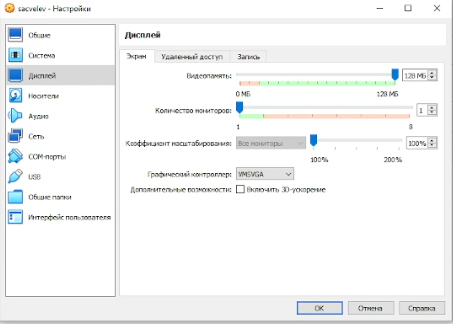 sacvelev - Настройки
Общие
Система
Дисплей
Носители
Аудио
Сеть
COM-порты
USB
Общие папки
Интерфейс пользователя
Дисплей
Экран Удаленный доступ Запись
Видеопамять: 128 МБ
0 МБ 128 МБ
Количество мониторов: 1
1 8
Коэффициент масштабирования: Все мониторы 100%
100% 200%
Графический контроллер: VMSVGA
Дополнительные возможности: Включить 3D-ускорение
OK Отмена Справка